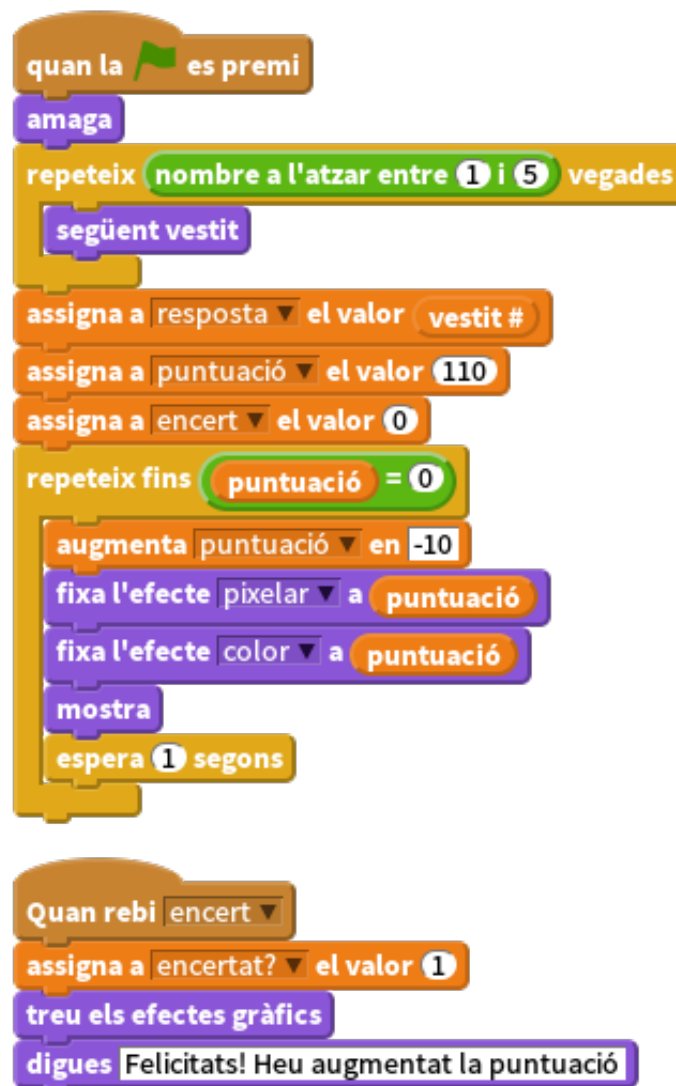 quan la es premi
amaga
repeteix nombre a l'atzar entre 1 i 5 vegades
següent vestit
assigna a resposta el valor vestit #
assigna a puntuació el valor 110
assigna a encert el valor 0
repeteix fins puntuació = 0
augmenta puntuació en -10
fixa l'efecte pixelar a puntuació
fixa l'efecte color a puntuació
mostra
espera 1 segons
Quan rebi encert
assigna a encertat? el valor 1
treu els efectes gràfics
digues Felicitats! Heu augmentat la puntuació